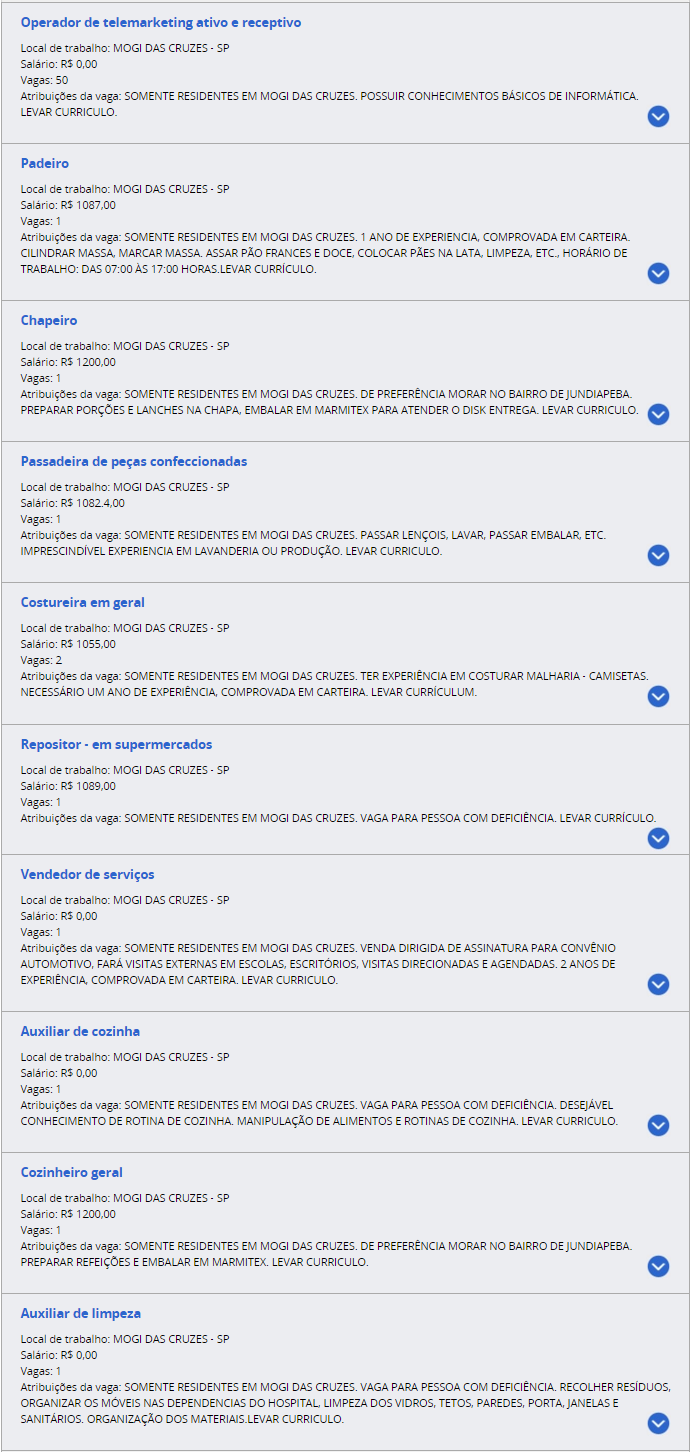 Operador de telemarketing ativo e receptivo
Local de trabalho: MOGI DAS CRUZES - SP
Salário: R$ 0,00
Vagas: 50
Atribuições da vaga: SOMENTE RESIDENTES EM MOGI DAS CRUZES. POSSUIR CONHECIMENTOS BÁSICOS DE INFORMÁTICA.
LEVAR CURRICULO.
Padeiro
Local de trabalho: MOGI DAS CRUZES - SP
Salário: R$ 1087,00
Vagas: 1
Atribuições da vaga: SOMENTE RESIDENTES EM MOGI DAS CRUZES. 1 ANO DE EXPERIENCIA, COMPROVADA EM CARTEIRA.
CILINDRAR MASSA, MARCAR MASSA. ASSAR PÃO FRANCES E DOCE, COLOCAR PÃES NA LATA, LIMPEZA, ETC., HORÁRIO DE
TRABALHO: DAS 07:00 ÀS 17:00 HORAS.LEVAR CURRÍCULO.
Chapeiro
Local de trabalho: MOGI DAS CRUZES - SP
Salário: R$ 1200,00
Vagas: 1
Atribuições da vaga: SOMENTE RESIDENTES EM MOGI DAS CRUZES. DE PREFERÊNCIA MORAR NO BAIRRO DE JUNDIAPEBA.
PREPARAR PORÇÕES E LANCHES NA CHAPA, EMBALAR EM MARMITEX PARA ATENDER O DISK ENTREGA. LEVAR CURRICULO.
Passadeira de peças confeccionadas
Local de trabalho: MOGI DAS CRUZES - SP
Salário: R$ 1082.4,00
Vagas: 1
Atribuições da vaga: SOMENTE RESIDENTES EM MOGI DAS CRUZES. PASSAR LENÇOIS, LAVAR, PASSAR EMBALAR, ETC.
IMPRESCINDÍVEL EXPERIENCIA EM LAVANDERIA OU PRODUÇÃO. LEVAR CURRICULO.
Costureira em geral
Local de trabalho: MOGI DAS CRUZES - SP
Salário: R$ 1055,00
Vagas: 2
Atribuições da vaga: SOMENTE RESIDENTES EM MOGI DAS CRUZES. TER EXPERIÊNCIA EM COSTURAR MALHARIA - CAMISETAS.
NECESSÁRIO UM ANO DE EXPERIÊNCIA, COMPROVADA EM CARTEIRA. LEVAR CURRÍCULUM.
Repositor - em supermercados
Local de trabalho: MOGI DAS CRUZES - SP
Salário: R$ 1089,00
Vagas: 1
Atribuições da vaga: SOMENTE RESIDENTES EM MOGI DAS CRUZES. VAGA PARA PESSOA COM DEFICIÊNCIA. LEVAR CURRÍCULO.
Vendedor de serviços
Local de trabalho: MOGI DAS CRUZES - SP
Salário: R$ 0,00
Vagas: 1
Atribuições da vaga: SOMENTE RESIDENTES EM MOGI DAS CRUZES. VENDA DIRIGIDA DE ASSINATURA PARA CONVÊNIO
AUTOMOTIVO, FARÁ VISITAS EXTERNAS EM ESCOLAS, ESCRITÓRIOS, VISITAS DIRECIONADAS E AGENDADAS. 2 ANOS DE
EXPERIÊNCIA, COMPROVADA EM CARTEIRA. LEVAR CURRICULO.
Auxiliar de cozinha
Local de trabalho: MOGI DAS CRUZES - SP
Salário: R$ 0,00
Vagas: 1
Atribuições da vaga: SOMENTE RESIDENTES EM MOGI DAS CRUZES. VAGA PARA PESSOA COM DEFICIÊNCIA. DESEJÁVEL
CONHECIMENTO DE ROTINA DE COZINHA. MANIPULAÇÃO DE ALIMENTOS E ROTINAS DE COZINHA. LEVAR CURRICULO.
Cozinheiro geral
Local de trabalho: MOGI DAS CRUZES - SP
Salário: R$ 1200,00
Vagas: 1
Atribuições da vaga: SOMENTE RESIDENTES EM MOGI DAS CRUZES. DE PREFERÊNCIA MORAR NO BAIRRO DE JUNDIAPEBA.
PREPARAR REFEIÇÕES E EMBALAR EM MARMITEX. LEVAR CURRICULO.
Auxiliar de limpeza
Local de trabalho: MOGI DAS CRUZES - SP
Salário: R$ 0,00
Vagas: 1
Atribuições da vaga: SOMENTE RESIDENTES EM MOGI DAS CRUZES. VAGA PARA PESSOA COM DEFICIÊNCIA. RECOLHER RESÍDUOS,
ORGANIZAR OS MÓVEIS NAS DEPENDENCIAS DO HOSPITAL, LIMPEZA DOS VIDROS, TETOS, PAREDES, PORTA, JANELAS E
SANITÁRIOS. ORGANIZAÇÃO DOS MATERIAIS.LEVAR CURRICULO.